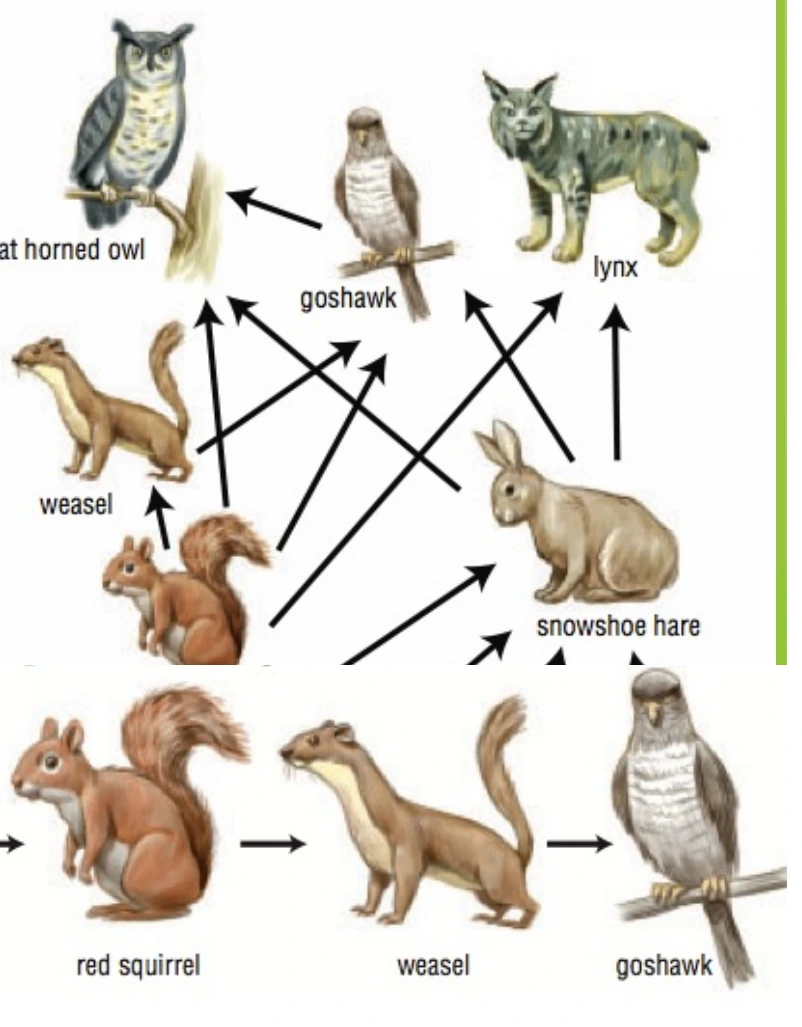 at horned owl
goshawk
lynx
weasel
snowshoe hare
red squirrel
weasel
goshawk